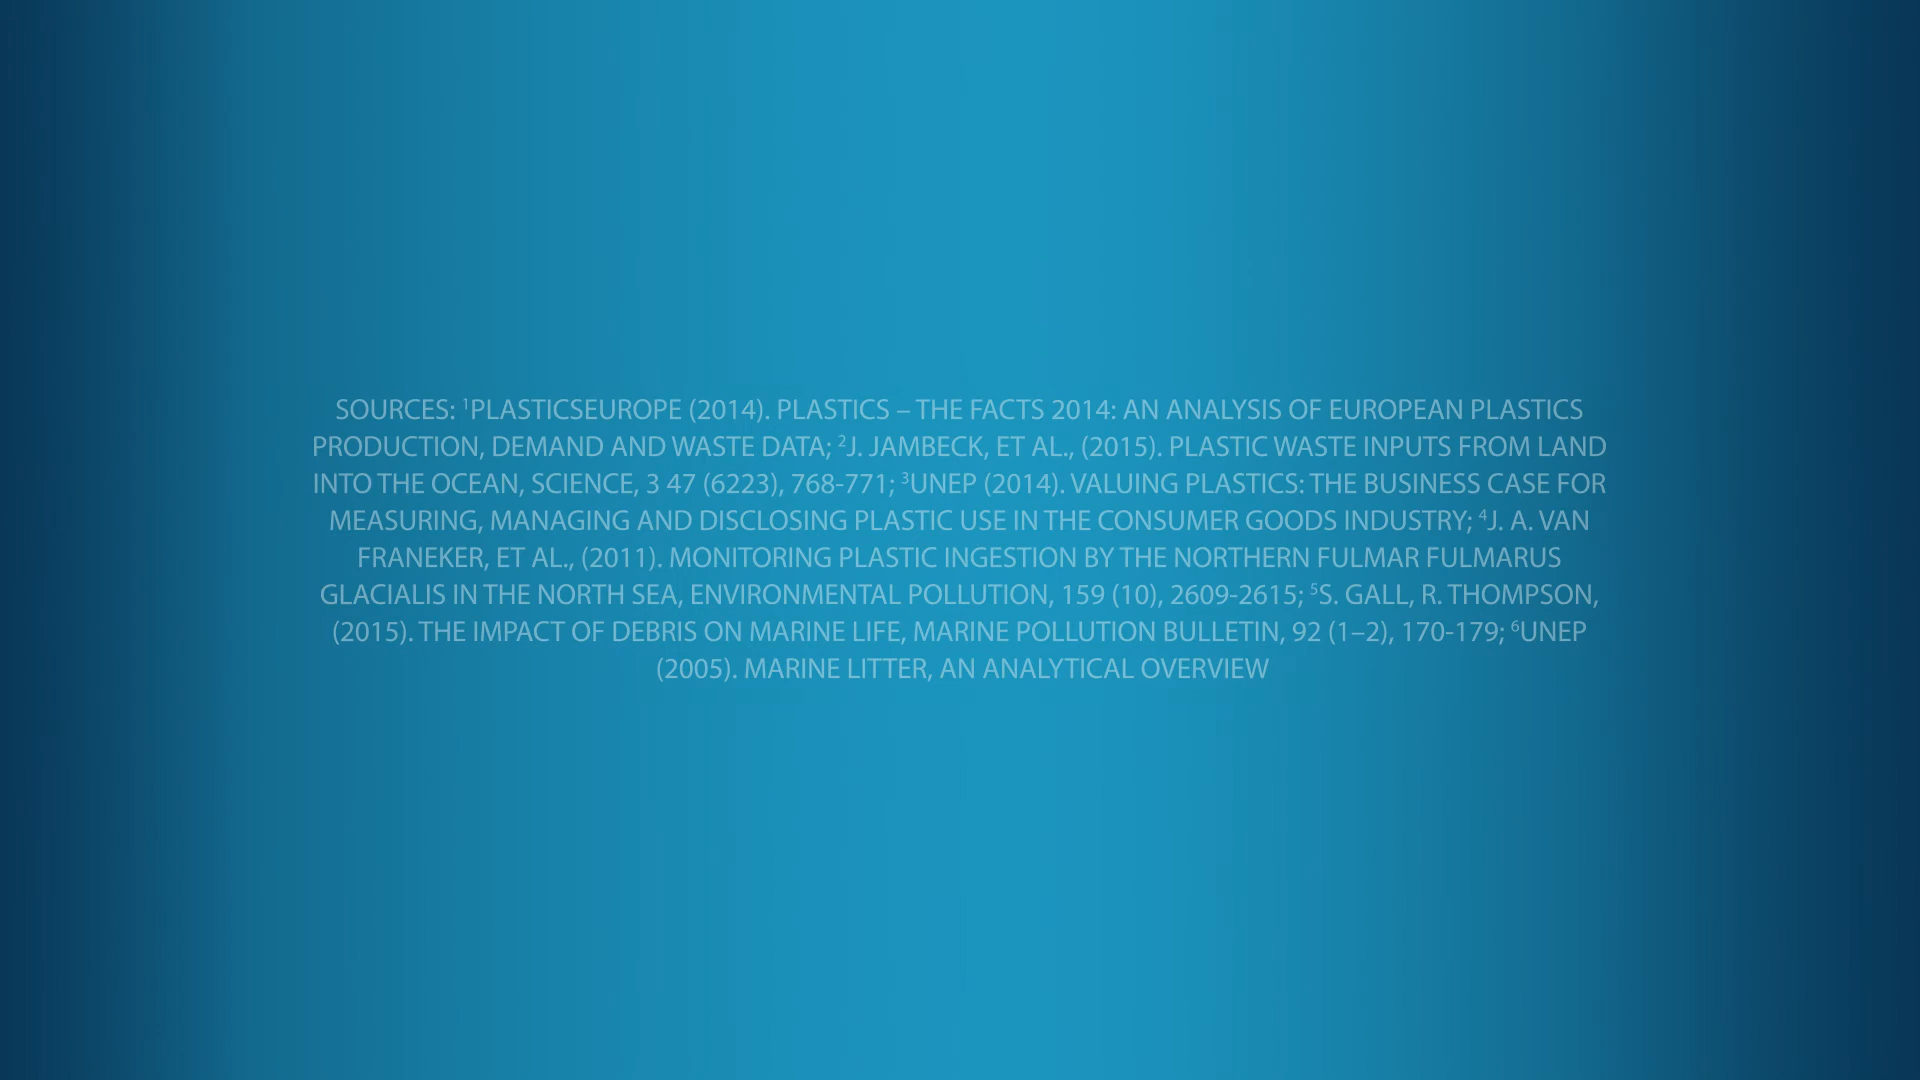 SOURCES: ¹PLASTICSEUROPE (2014). PLASTICS – THE FACTS 2014: AN ANALYSIS OF EUROPEAN PLASTICS
PRODUCTION, DEMAND AND WASTE DATA; ²J. JAMBECK, ET AL., (2015). PLASTIC WASTE INPUTS FROM LAND
INTO THE OCEAN, SCIENCE, 3 47 (6223), 768-771; ³UNEP (2014). VALUING PLASTICS: THE BUSINESS CASE FOR
MEASURING, MANAGING AND DISCLOSING PLASTIC USE IN THE CONSUMER GOODS INDUSTRY; ⁴J. A. VAN
FRANEKER, ET AL., (2011). MONITORING PLASTIC INGESTION BY THE NORTHERN FULMAR FULMARUS
GLACIALIS IN THE NORTH SEA, ENVIRONMENTAL POLLUTION, 159 (10), 2609-2615; ⁵S. GALL, R. THOMPSON,
(2015). THE IMPACT OF DEBRIS ON MARINE LIFE, MARINE POLLUTION BULLETIN, 92 (1–2), 170-179; ⁶UNEP
(2005). MARINE LITTER, AN ANALYTICAL OVERVIEW